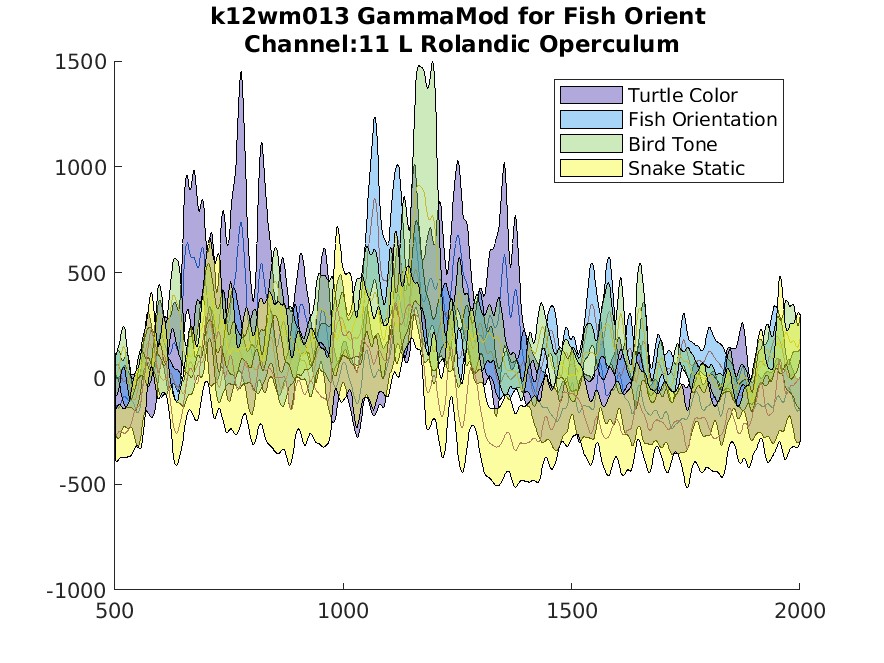 k12wm013 GammaMod for Fish Orient
Channel:11 L Rolandic Operculum
1500
1000
500
0
-500
-1000
500
1000
1500
2000
Turtle Color
Fish Orientation
Bird Tone
Snake Static